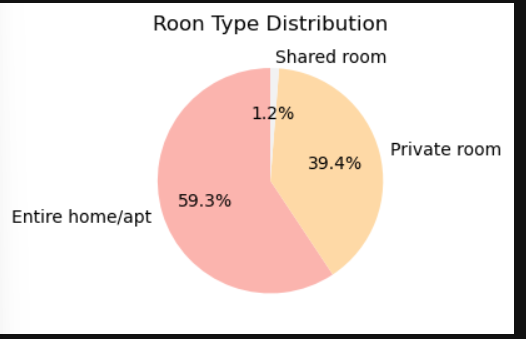 Roon Type Distribution
Shared room
1.2%
39.4%
Private room
59.3%
Entire home/apt